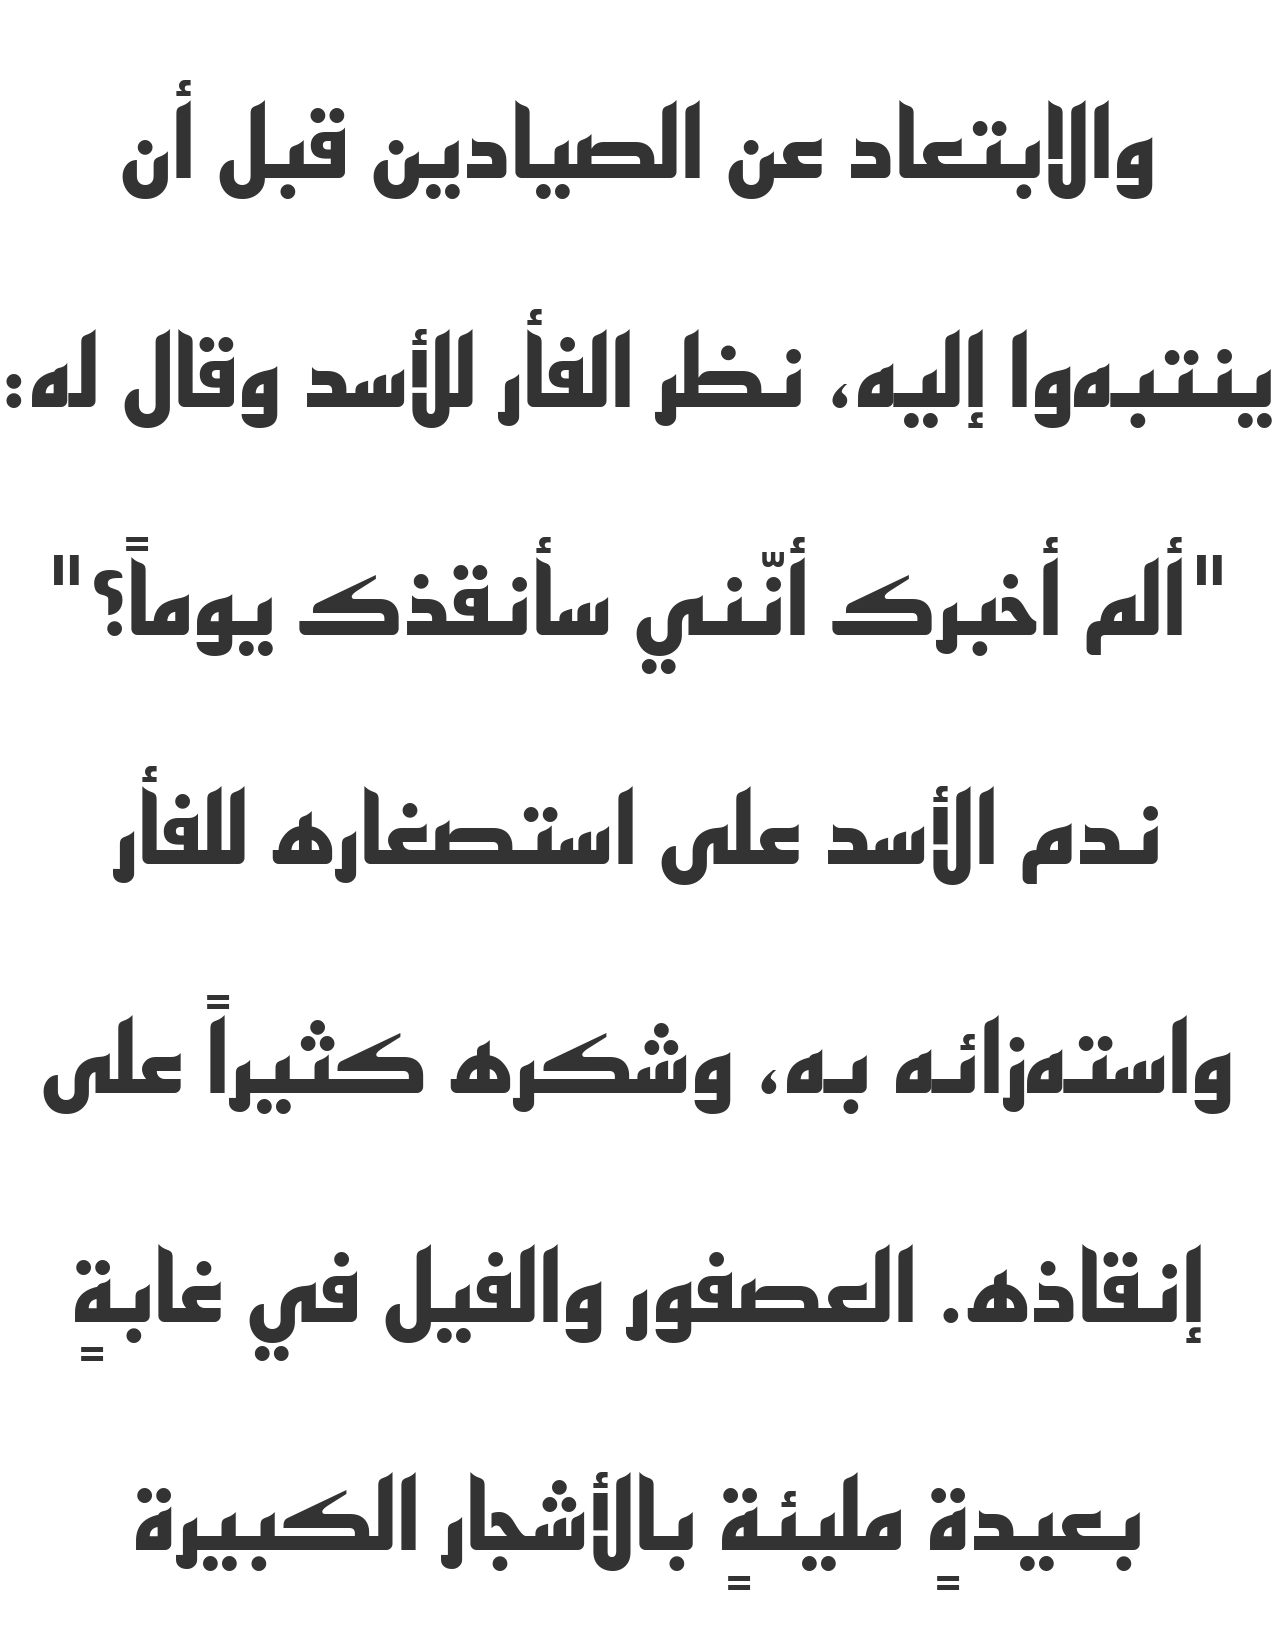 والابتعاد عن الصيادين قبل أن
ينتبهوا إليه، نظر الفأر للأسد وقال له:
"ألم أخبرك أنّني سأنقذك يوماً؟"
ندم الأسد على استصغاره للفأر
واستهزائه به، وشكره كثيراً على
إنقاذه. العصفور والفيل في غابةٍ
بعيدةٍ مليئةٍ بالأشجار الكبيرة